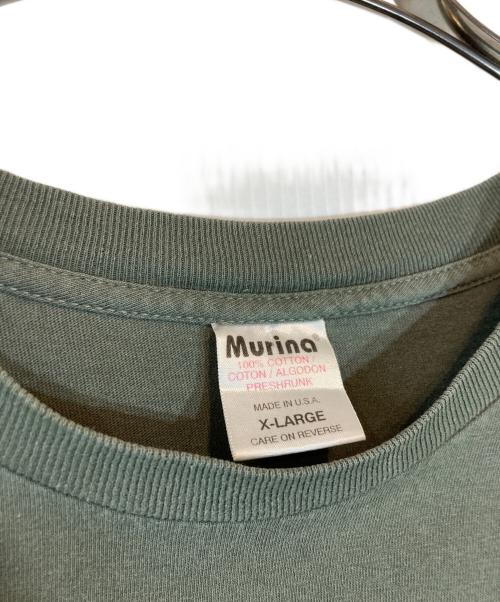 Murina®
100% COTTON /
COTON / ALGODON
PRESHRUNK
MADE IN U.S.A.
X-LARGE
CARE ON REVERSE